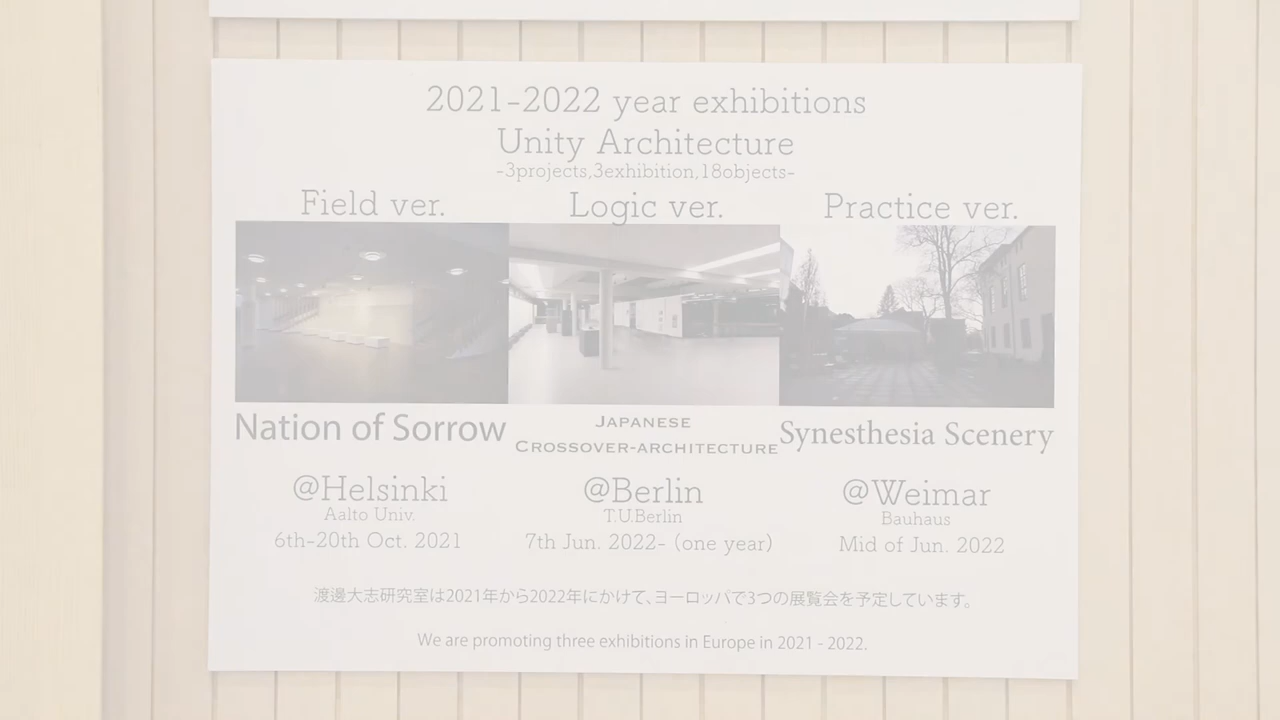 2021-2022 year exhibitions
Unity Architecture
-3projects,3exhibition,18objects-
Field ver.
Logic ver.
Practice ver.
Nation of Sorrow
JAPANESE
CROSSOVER-ARCHITECTURE
Synesthesia Scenery
@Helsinki
Aalto Univ.
6th-20th Oct. 2021
@Berlin
T.U.Berlin
7th Jun. 2022- (one year)
@Weimar
Bauhaus
Mid of Jun. 2022
渡邊大志研究室は2021年から2022年にかけて、ヨーロッパで3つの展覧会を予定しています。
We are promoting three exhibitions in Europe in 2021 - 2022.